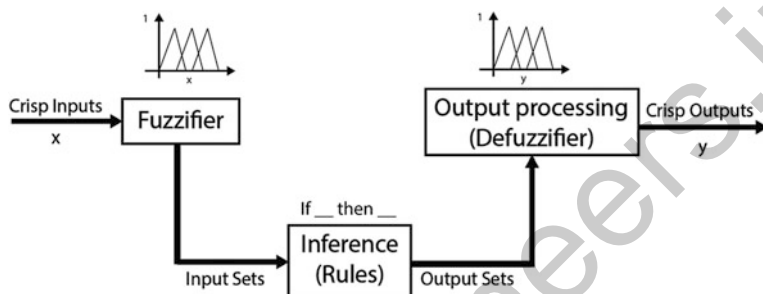 1
x
1
y
Crisp Inputs
x
Fuzzifier
Output processing
(Defuzzifier)
Crisp Outputs
y
If __ then __
Inference
(Rules)
Input Sets
Output Sets